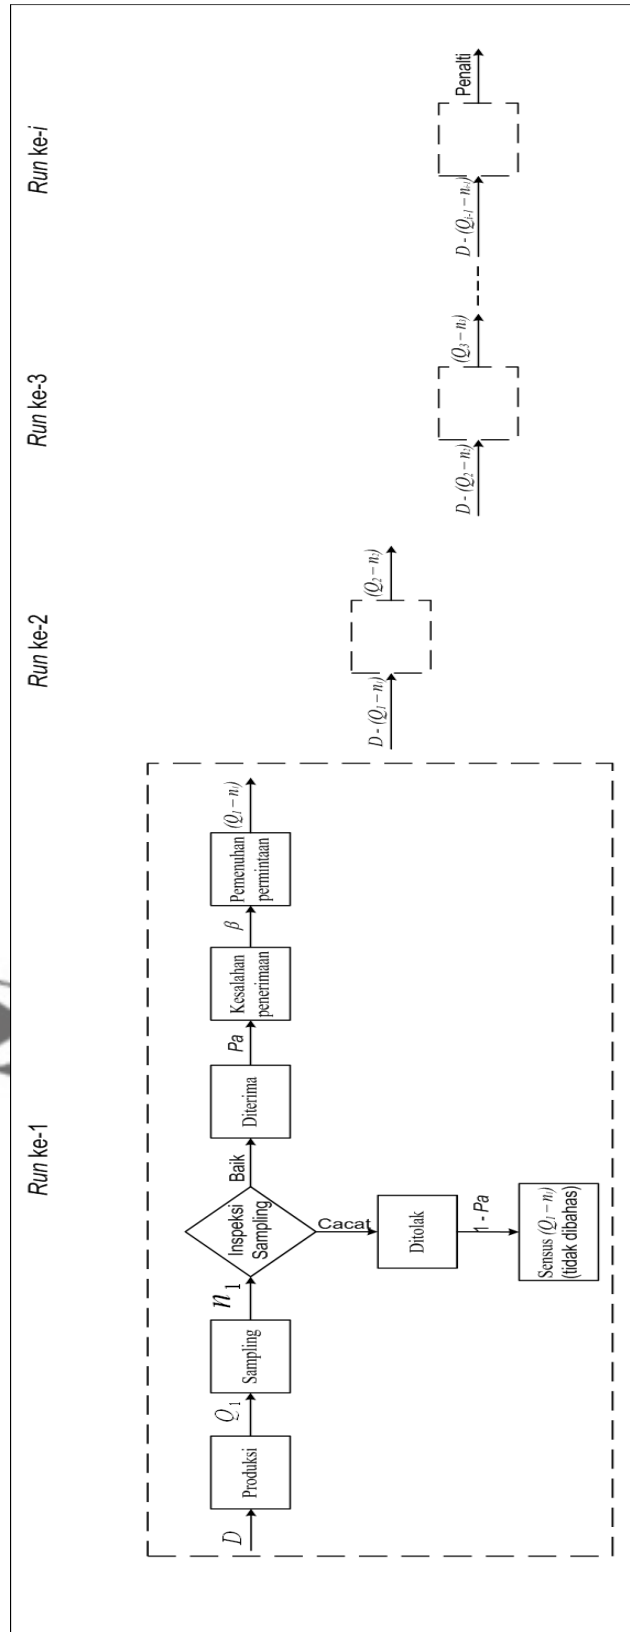 Run ke-1
Run ke-2
Run ke-3
Run ke-i
D
Produksi
Q1
Sampling
n1
Inspeksi
Sampling
Baik
Diterima
Pa
Kesalahan
penerimaan
β
Pemenuhan
permintaan
(Q1 – n1)
Cacat
Ditolak
1 - Pa
Sensus (Q1 – n1)
(tidak dibahas)
D - (Q1 – n1)
(Q2 – n2)
D - (Q2 – n2)
(Q3 – n3)
D - (Qi-1 – ni-1)
Penalti